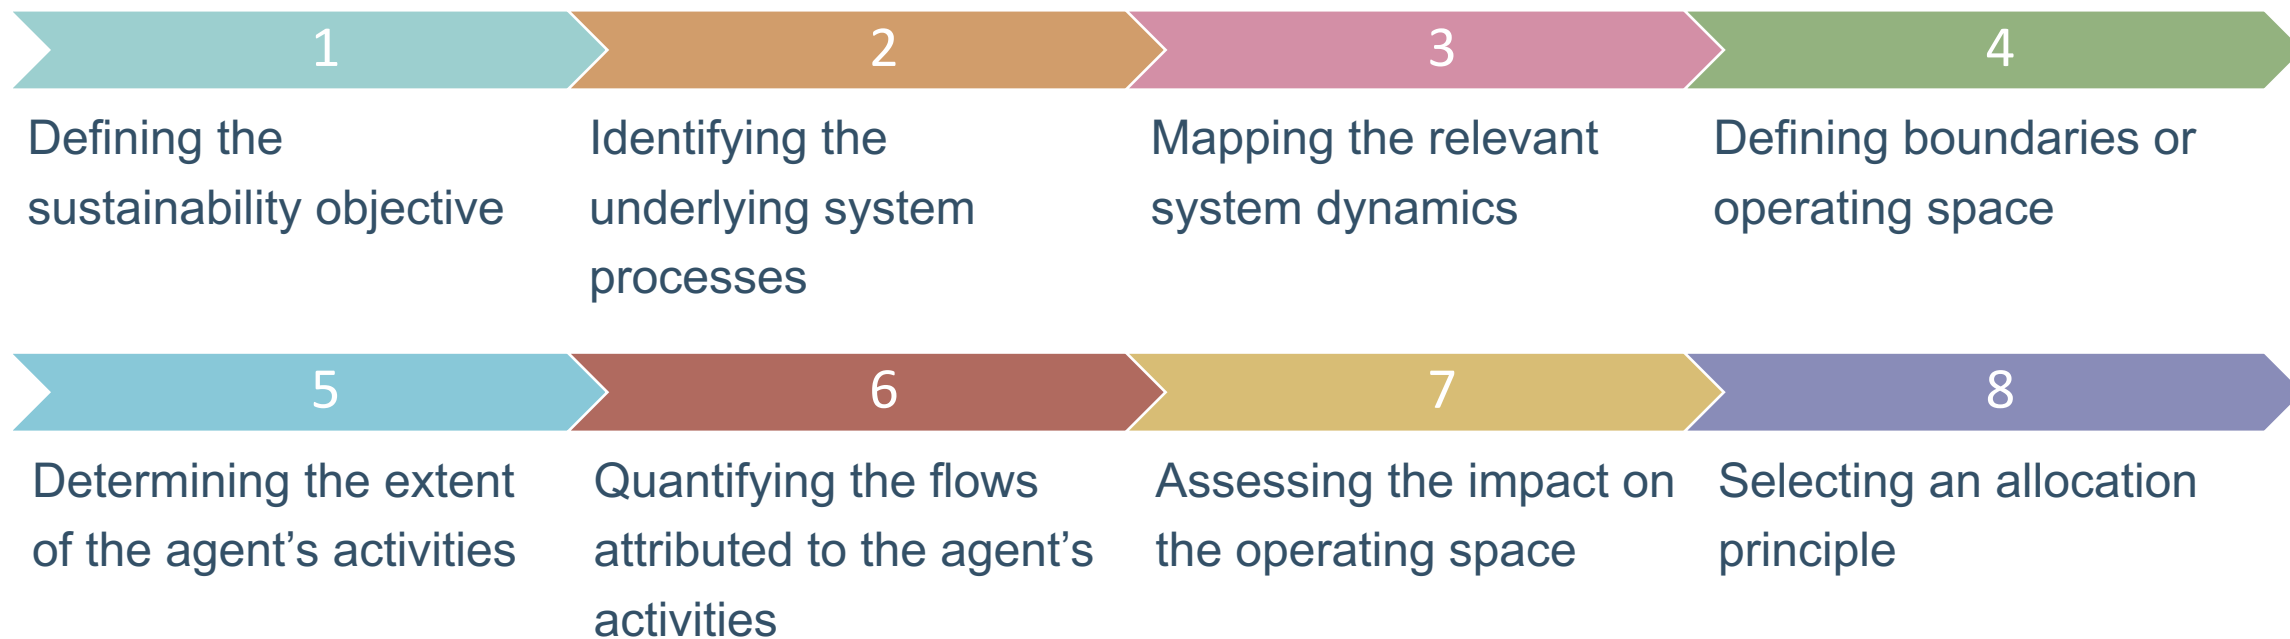 1
2
3
4
Defining the
sustainability objective
Identifying the
underlying system
processes
Mapping the relevant
system dynamics
Defining boundaries or
operating space
5
6
7
8
Determining the extent
of the agent’s activities
Quantifying the flows
attributed to the agent’s
activities
Assessing the impact on
the operating space
Selecting an allocation
principle